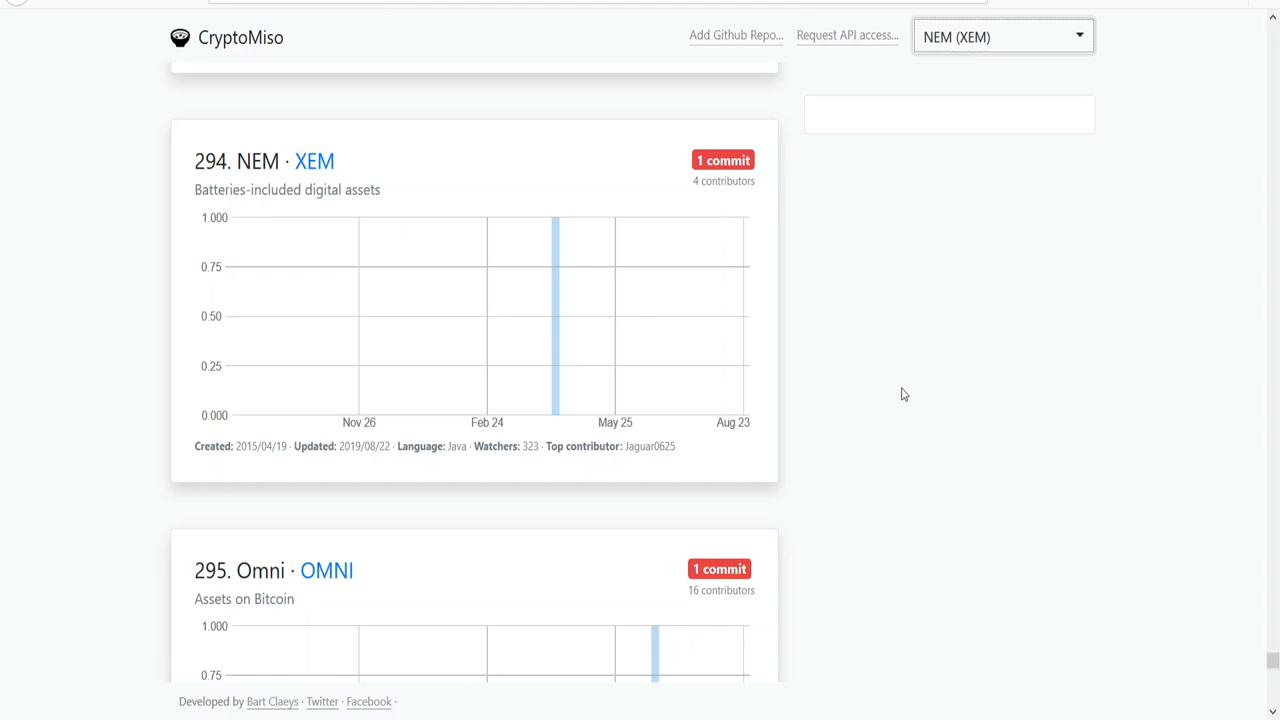 CryptoMiso
Add Github Repo...
Request API access...
NEM (XEM)
294. NEM · XEM
1 commit
Batteries-included digital assets
4 contributors
1.000
0.75
0.50
0.25
0.000
Nov 26
Feb 24
May 25
Aug 23
Created: 2015/04/19 · Updated: 2019/08/22 · Language: Java · Watchers: 323 · Top contributor: Jaguar0625
295. Omni · OMNI
1 commit
Assets on Bitcoin
16 contributors
1.000
0.75
Developed by Bart Claeys · Twitter · Facebook ·